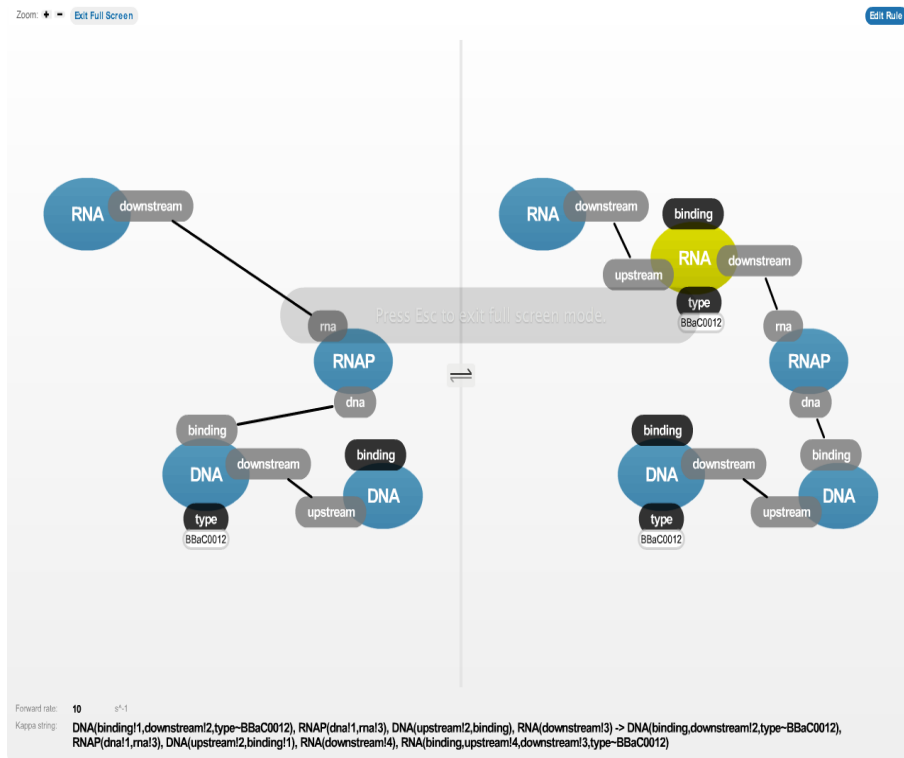 Zoom: + - Exit Full Screen
Edit Rule
RNA downstream
rna
RNAP
dna
binding
DNA downstream
type
BBaC0012
binding
DNA
upstream
Press Esc to exit full screen mode.
RNA downstream
binding
upstream RNA downstream
type
BBaC0012
rna
RNAP
dna
binding
DNA downstream
type
BBaC0012
binding
upstream DNA
Forward rate: 10 s^-1
Kappa string: DNA(binding!1,downstream!2,type~BBaC0012), RNAP(dna!1,rna!3), DNA(upstream!2,binding), RNA(downstream!3) -> DNA(binding,downstream!2,type~BBaC0012),
RNAP(dna!1,rna!3), DNA(upstream!2,binding!1), RNA(downstream!4), RNA(binding,upstream!4,downstream!3,type~BBaC0012)